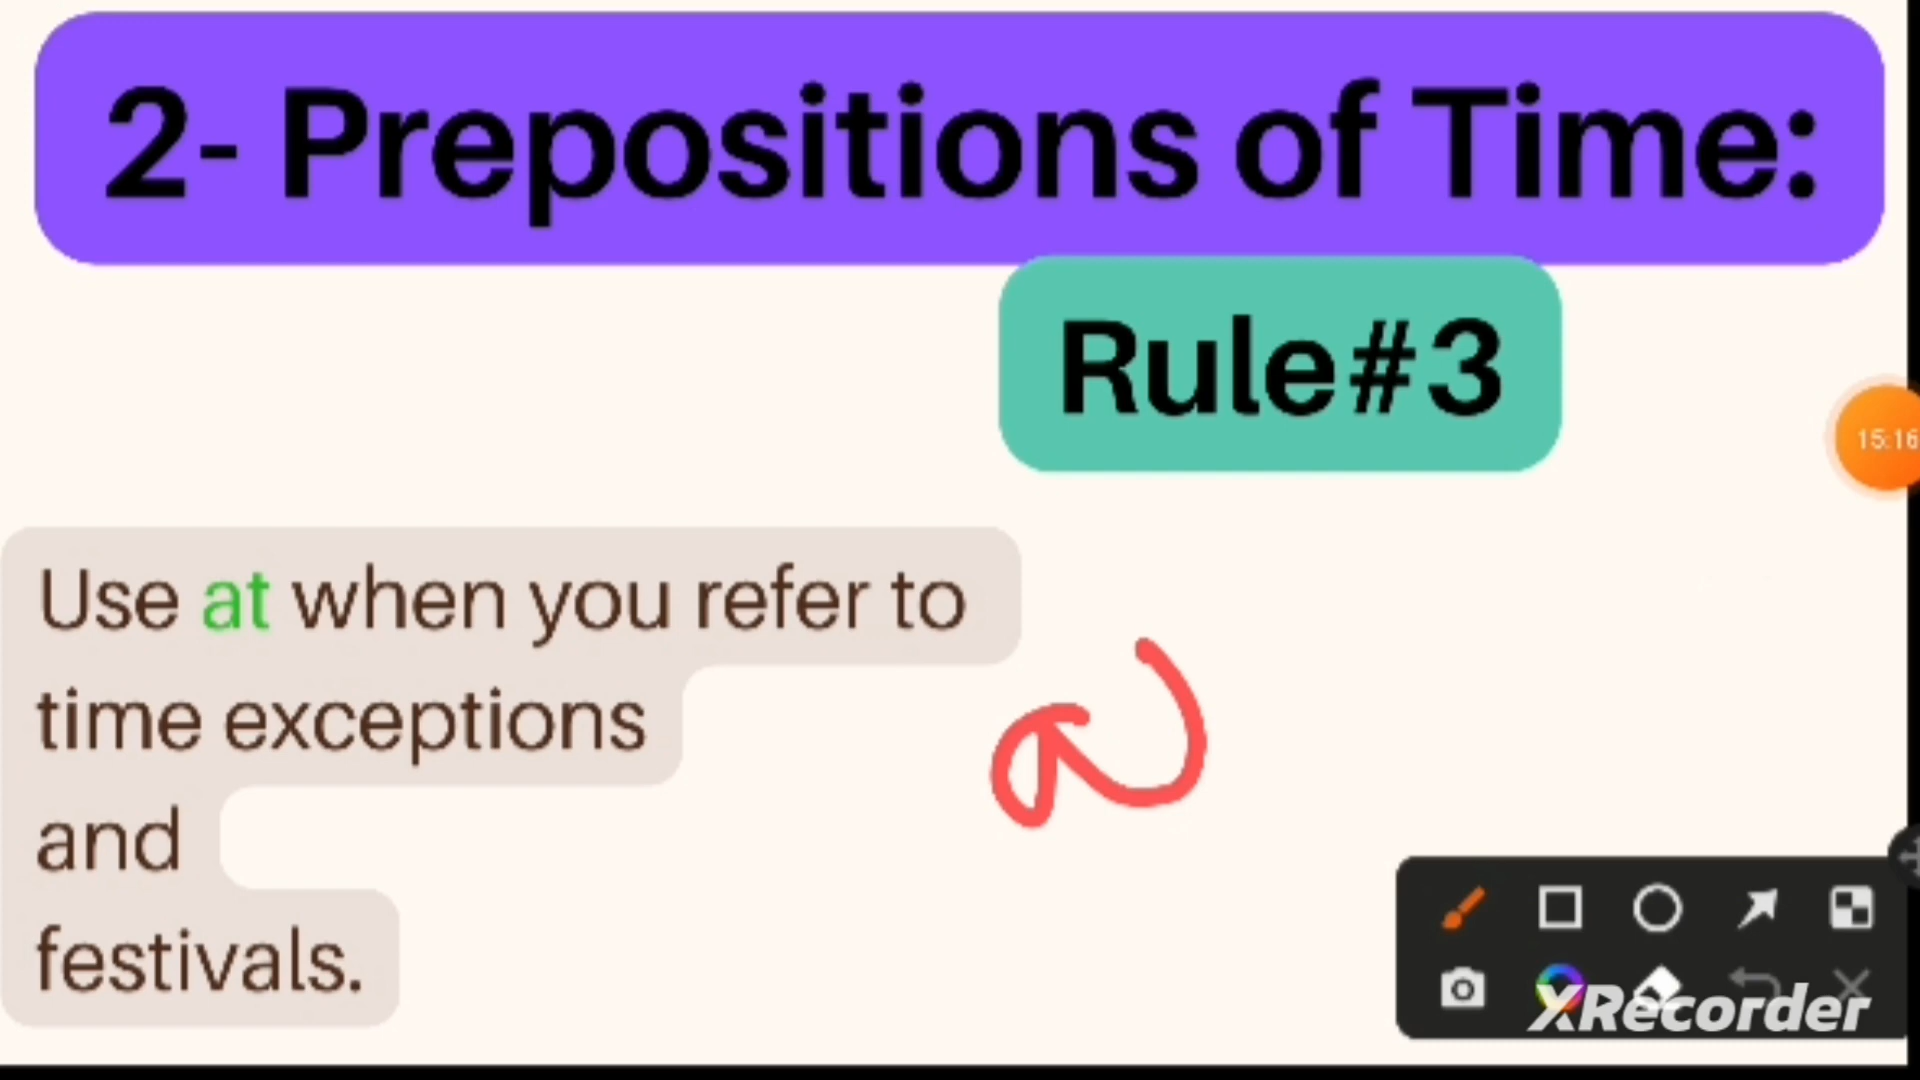 2- Prepositions of Time:
Rule#3
15:16
Use at when you refer to
time exceptions
and
festivals.
XRecorder